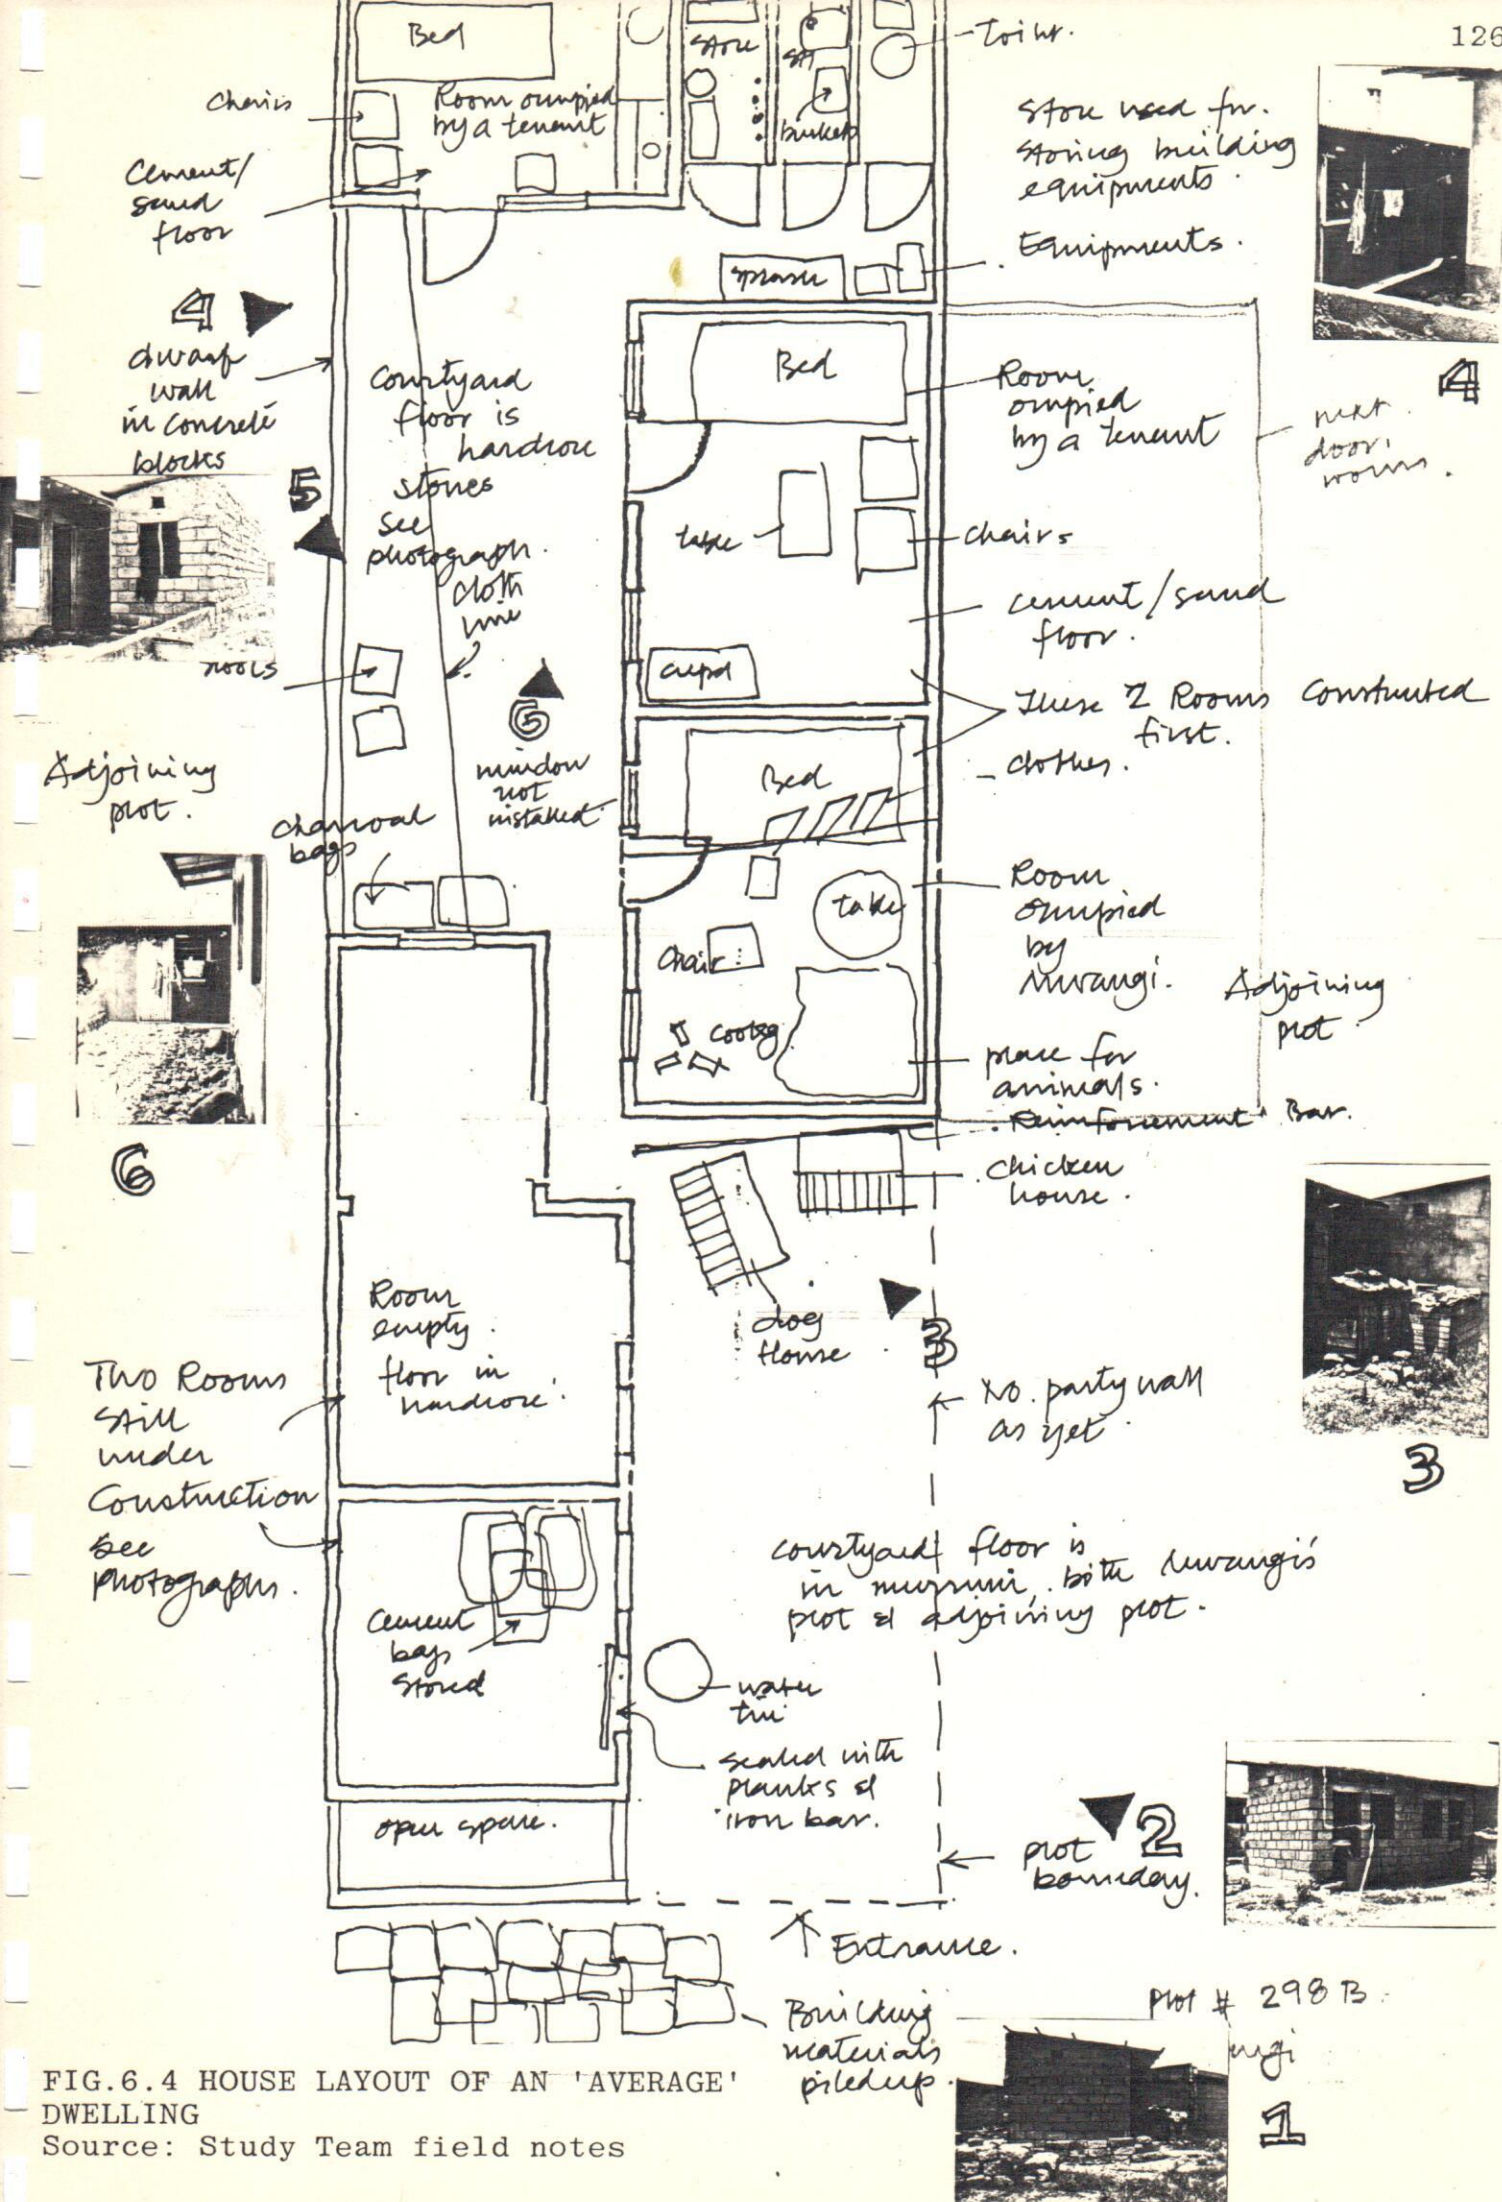 126
Bed
Store
buckets
Toilet.
Chairs
Room occupied
by a tenant
Cement/
sand
floor
Store used for.
Storing building
equipments.
Equipments.
4
dwarf
wall
in concrete
blocks
Courtyard
floor is
hardcore
stones
see
photograph.
cloth
line
Bed
Room
occupied
by a tenant
4
next
door
rooms.
5
table
chairs
cement/sand
floor.
stools
cupd
These 2 Rooms Constructed
first.
6
window
not
installed.
Bed
clothes.
Adjoining
plot.
charcoal
bags
Room
occupied
by
Mwangi.
table
Chair
cookg
Adjoining
plot
place for
animals.
Reinforcement Bar.
6
chicken
house.
dog
House
3
Room
empty.
floor in
hardcore.
Two Rooms
Still
under
Construction
see
photographs.
No. party wall
as yet
3
courtyard floor is
in murrum, both Mwangi's
plot & adjoining plot.
Cement
bags
Stored
water
tin
sealed with
planks &
iron bar.
open space.
2
plot
boundary.
Entrance.
Plot # 298 B
Building
materials
piled up.
1
FIG.6.4 HOUSE LAYOUT OF AN 'AVERAGE'
DWELLING
Source: Study Team field notes